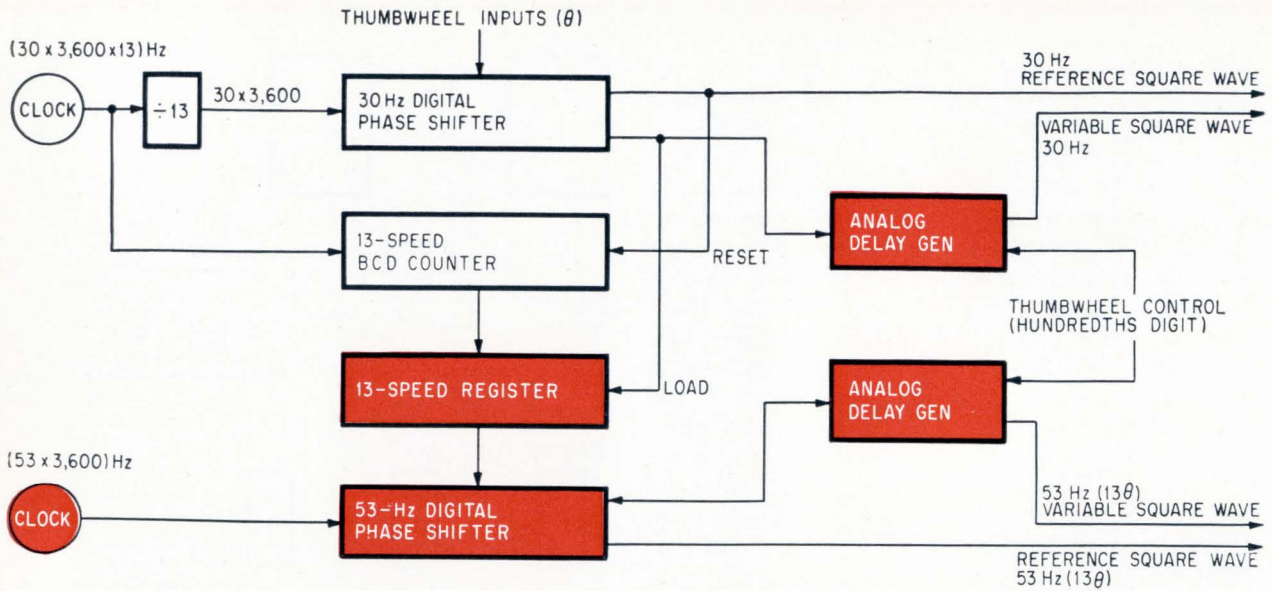 THUMBWHEEL INPUTS (θ)
(30 x 3,600 x 13) Hz
CLOCK
÷13
30 x 3,600
30 Hz DIGITAL
PHASE SHIFTER
30 Hz
REFERENCE SQUARE WAVE
VARIABLE SQUARE WAVE
30 Hz
ANALOG
DELAY GEN
13-SPEED
BCD COUNTER
RESET
THUMBWHEEL CONTROL
(HUNDREDTHS DIGIT)
13-SPEED REGISTER
LOAD
ANALOG
DELAY GEN
(53 x 3,600) Hz
CLOCK
53-Hz DIGITAL
PHASE SHIFTER
53 Hz (13θ)
VARIABLE SQUARE WAVE
REFERENCE SQUARE WAVE
53 Hz (13θ)